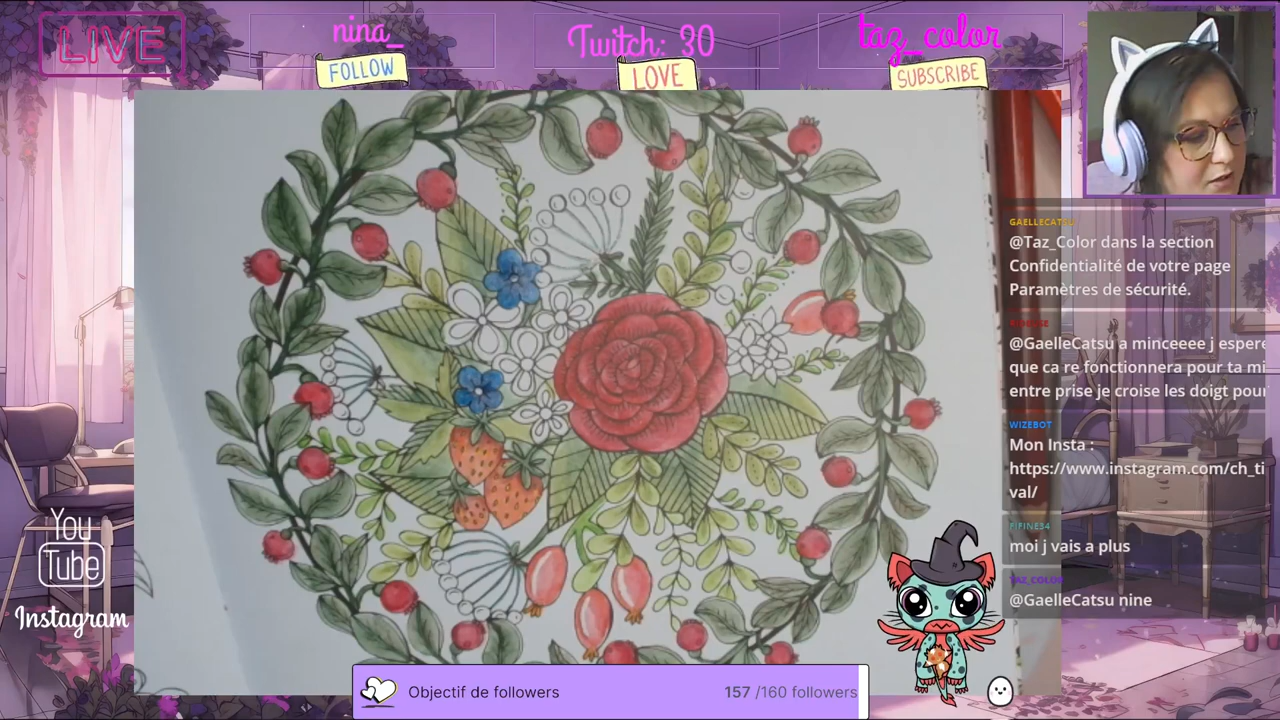 LIVE
nina_
FOLLOW
Twitch: 30
LOVE
taz_color
SUBSCRIBE
GAELLECATSU
@Taz_Color dans la section
Confidentialité de votre page
Paramètres de sécurité.
@GaelleCatsu a minceeee j espere
que ca re fonctionnera pour ta mi
entre prise je croise les doigt pour
WIZEBOT
Mon Insta :
https://www.instagram.com/ch_ti
val/
FIFINE34
moi j vais a plus
TAZ_COLOR
@GaelleCatsu nine
You
Tube
Instagram
Objectif de followers
157 /160 followers